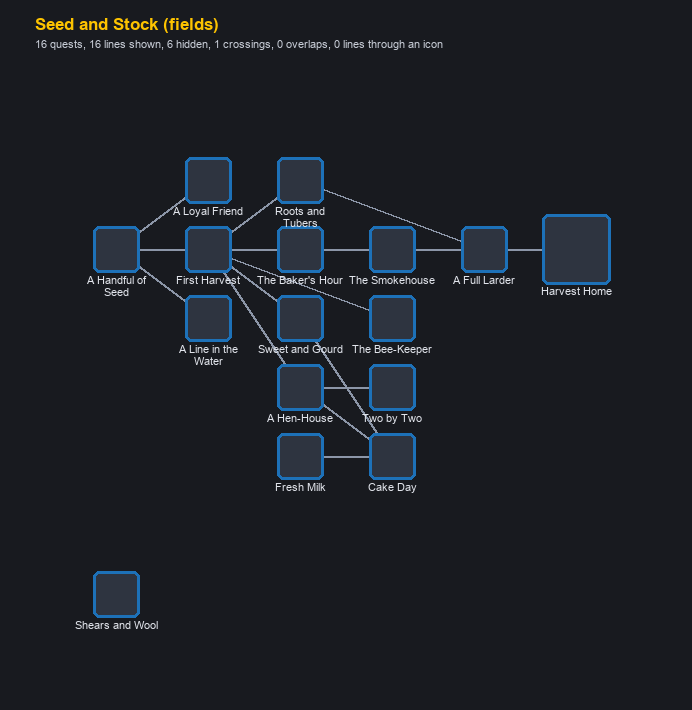 Seed and Stock (fields)
16 quests, 16 lines shown, 6 hidden, 1 crossings, 0 overlaps, 0 lines through an icon
A Loyal Friend
Roots and
Tubers
A Handful of
Seed
First Harvest
The Baker's Hour
The Smokehouse
A Full Larder
Harvest Home
A Line in the
Water
Sweet and Gourd
The Bee-Keeper
A Hen-House
Two by Two
Fresh Milk
Cake Day
Shears and Wool